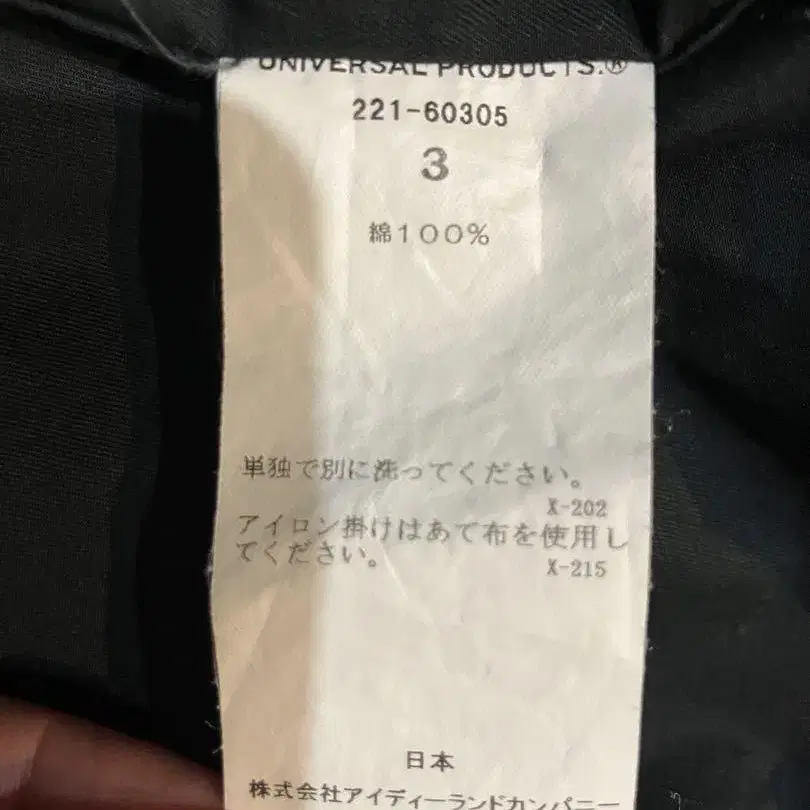 UNIVERSAL PRODUCTS.®
221-60305
3
綿100%
単独で別に洗ってください。
X-202
アイロン掛けはあて布を使用し
てください。
X-215
日本
株式会社アイディーランドカンパニー